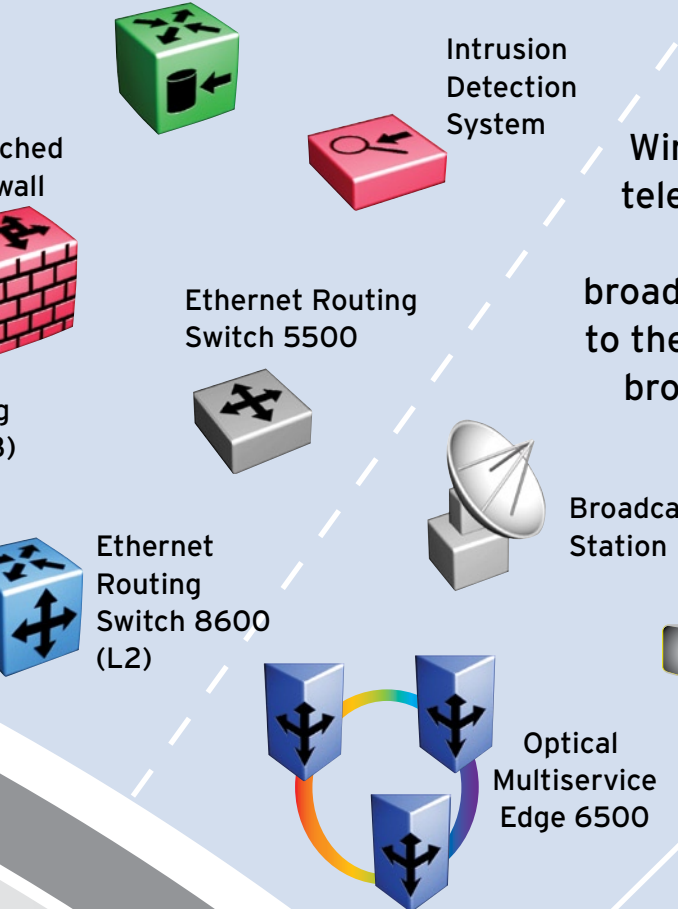 Intrusion
Detection
System
Ethernet Routing
Switch 5500
Broadca
Station
Ethernet
Routing
Switch 8600
(L2)
Optical
Multiservice
Edge 6500
ched
wall
Wir
tele
broad
to the
bro
g
3)